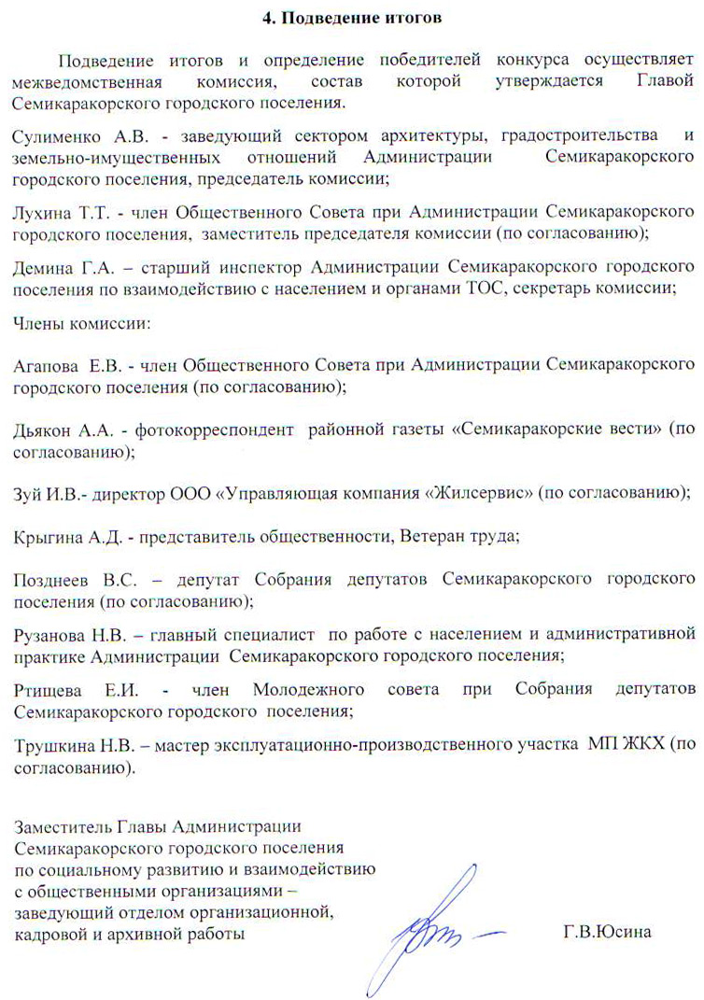 4. Подведение итогов
Подведение итогов и определение победителей конкурса осуществляет
межведомственная комиссия, состав которой утверждается Главой
Семикаракорского городского поселения.
Сулименко А.В. - заведующий сектором архитектуры, градостроительства и
земельно-имущественных отношений Администрации Семикаракорского
городского поселения, председатель комиссии;
Лухина Т.Т. - член Общественного Совета при Администрации Семикаракорского
городского поселения, заместитель председателя комиссии (по согласованию);
Демина Г.А. – старший инспектор Администрации Семикаракорского городского
поселения по взаимодействию с населением и органами ТОС, секретарь комиссии;
Члены комиссии:
Агапова Е.В. - член Общественного Совета при Администрации Семикаракорского
городского поселения (по согласованию);
Дьякон А.А. - фотокорреспондент районной газеты «Семикаракорские вести» (по
согласованию);
Зуй И.В.- директор ООО «Управляющая компания «Жилсервис» (по согласованию);
Крыгина А.Д. - представитель общественности, Ветеран труда;
Позднеев В.С. – депутат Собрания депутатов Семикаракорского городского
поселения (по согласованию);
Рузанова Н.В. – главный специалист по работе с населением и административной
практике Администрации Семикаракорского городского поселения;
Ртищева Е.И. - член Молодежного совета при Собрания депутатов
Семикаракорского городского поселения;
Трушкина Н.В. – мастер эксплуатационно-производственного участка МП ЖКХ (по
согласованию).
Заместитель Главы Администрации
Семикаракорского городского поселения
по социальному развитию и взаимодействию
с общественными организациями –
заведующий отделом организационной,
кадровой и архивной работы Г.В.Юсина